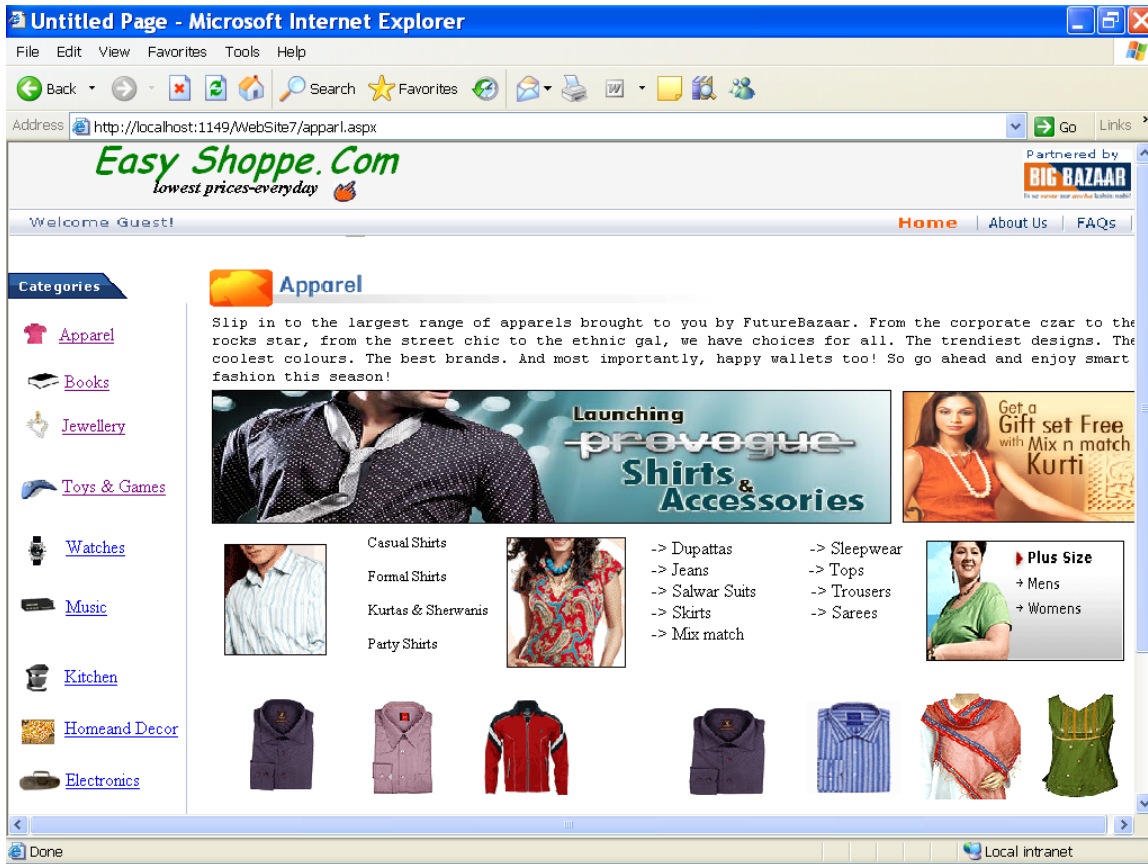 Untitled Page - Microsoft Internet Explorer
File Edit View Favorites Tools Help
Back Search Favorites
Address http://localhost:1149/WebSite7/apparl.aspx Go Links
Easy Shoppe.Com
lowest prices-everyday
Partnered by
BIG BAZAAR
Welcome Guest! Home | About Us | FAQs |
Categories
Apparel
Books
Jewellery
Toys & Games
Watches
Music
Kitchen
Homeand Decor
Electronics
Apparel
Slip in to the largest range of apparels brought to you by FutureBazaar. From the corporate czar to the
rocks star, from the street chic to the ethnic gal, we have choices for all. The trendiest designs. The
coolest colours. The best brands. And most importantly, happy wallets too! So go ahead and enjoy smart
fashion this season!
Launching
provogue
Shirts
&
Accessories
Get a
Gift set Free
with Mix n match
Kurti
Casual Shirts
Formal Shirts
Kurtas & Sherwanis
Party Shirts
-> Dupattas
-> Jeans
-> Salwar Suits
-> Skirts
-> Mix match
-> Sleepwear
-> Tops
-> Trousers
-> Sarees
Plus Size
Mens
Womens
Done Local intranet